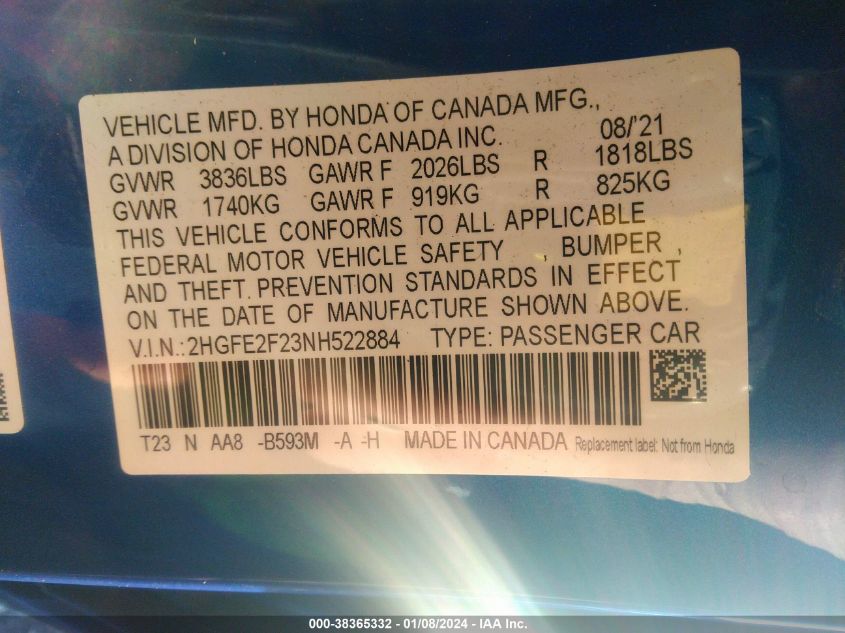 VEHICLE MFD. BY HONDA OF CANADA MFG.,
A DIVISION OF HONDA CANADA INC. 08/'21
GVWR 3836LBS GAWR F 2026LBS R 1818LBS
GVWR 1740KG GAWR F 919KG R 825KG
THIS VEHICLE CONFORMS TO ALL APPLICABLE
FEDERAL MOTOR VEHICLE SAFETY , BUMPER ,
AND THEFT PREVENTION STANDARDS IN EFFECT
ON THE DATE OF MANUFACTURE SHOWN ABOVE.
V.I.N.:2HGFE2F23NH522884 TYPE: PASSENGER CAR
T23 N AA8 -B593M -A -H MADE IN CANADA Replacement label: Not from Honda
000-38365332 - 01/08/2024 - IAA Inc.